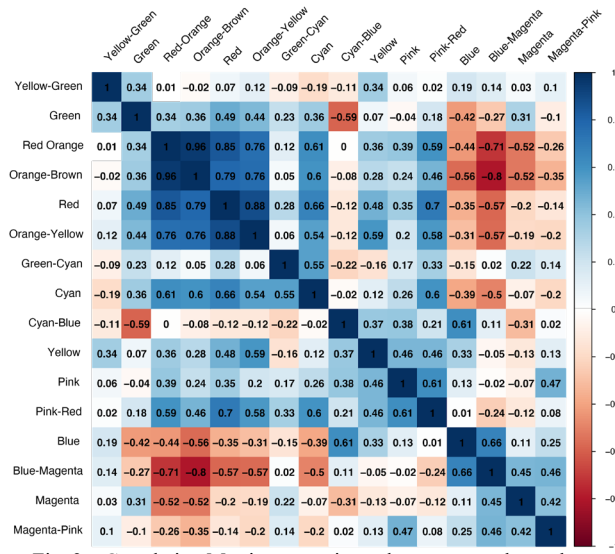 Yellow-Green Green Red-Orange Orange-Brown Red Orange-Yellow Green-Cyan Cyan Cyan-Blue Yellow Pink Pink-Red Blue Blue-Magenta Magenta Magenta-Pink
Yellow-Green 1 0.34 0.01 −0.02 0.07 0.12 −0.09 −0.19 −0.11 0.34 0.06 0.02 0.19 0.14 0.03 0.1
Green 0.34 1 0.34 0.36 0.49 0.44 0.23 0.36 −0.59 0.07 −0.04 0.18 −0.42 −0.27 0.31 −0.1
Red Orange 0.01 0.34 1 0.96 0.85 0.76 0.12 0.61 0 0.36 0.39 0.59 −0.44 −0.71 −0.52 −0.26
Orange-Brown −0.02 0.36 0.96 1 0.79 0.76 0.05 0.6 −0.08 0.28 0.24 0.46 −0.56 −0.8 −0.52 −0.35
Red 0.07 0.49 0.85 0.79 1 0.88 0.28 0.66 −0.12 0.48 0.35 0.7 −0.35 −0.57 −0.2 −0.14
Orange-Yellow 0.12 0.44 0.76 0.76 0.88 1 0.06 0.54 −0.12 0.59 0.2 0.58 −0.31 −0.57 −0.19 −0.2
Green-Cyan −0.09 0.23 0.12 0.05 0.28 0.06 1 0.55 −0.22 −0.16 0.17 0.33 −0.15 0.02 0.22 0.14
Cyan −0.19 0.36 0.61 0.6 0.66 0.54 0.55 1 −0.02 0.12 0.26 0.6 −0.39 −0.5 −0.07 −0.2
Cyan-Blue −0.11 −0.59 0 −0.08 −0.12 −0.12 −0.22 −0.02 1 0.37 0.38 0.21 0.61 0.11 −0.31 0.02
Yellow 0.34 0.07 0.36 0.28 0.48 0.59 −0.16 0.12 0.37 1 0.46 0.46 0.33 −0.05 −0.13 0.13
Pink 0.06 −0.04 0.39 0.24 0.35 0.2 0.17 0.26 0.38 0.46 1 0.61 0.13 −0.02 −0.07 0.47
Pink-Red 0.02 0.18 0.59 0.46 0.7 0.58 0.33 0.6 0.21 0.46 0.61 1 0.01 −0.24 −0.12 0.08
Blue 0.19 −0.42 −0.44 −0.56 −0.35 −0.31 −0.15 −0.39 0.61 0.33 0.13 0.01 1 0.66 0.11 0.25
Blue-Magenta 0.14 −0.27 −0.71 −0.8 −0.57 −0.57 0.02 −0.5 0.11 −0.05 −0.02 −0.24 0.66 1 0.45 0.46
Magenta 0.03 0.31 −0.52 −0.52 −0.2 −0.19 0.22 −0.07 −0.31 −0.13 −0.07 −0.12 0.11 0.45 1 0.42
Magenta-Pink 0.1 −0.1 −0.26 −0.35 −0.14 −0.2 0.14 −0.2 0.02 0.13 0.47 0.08 0.25 0.46 0.42 1